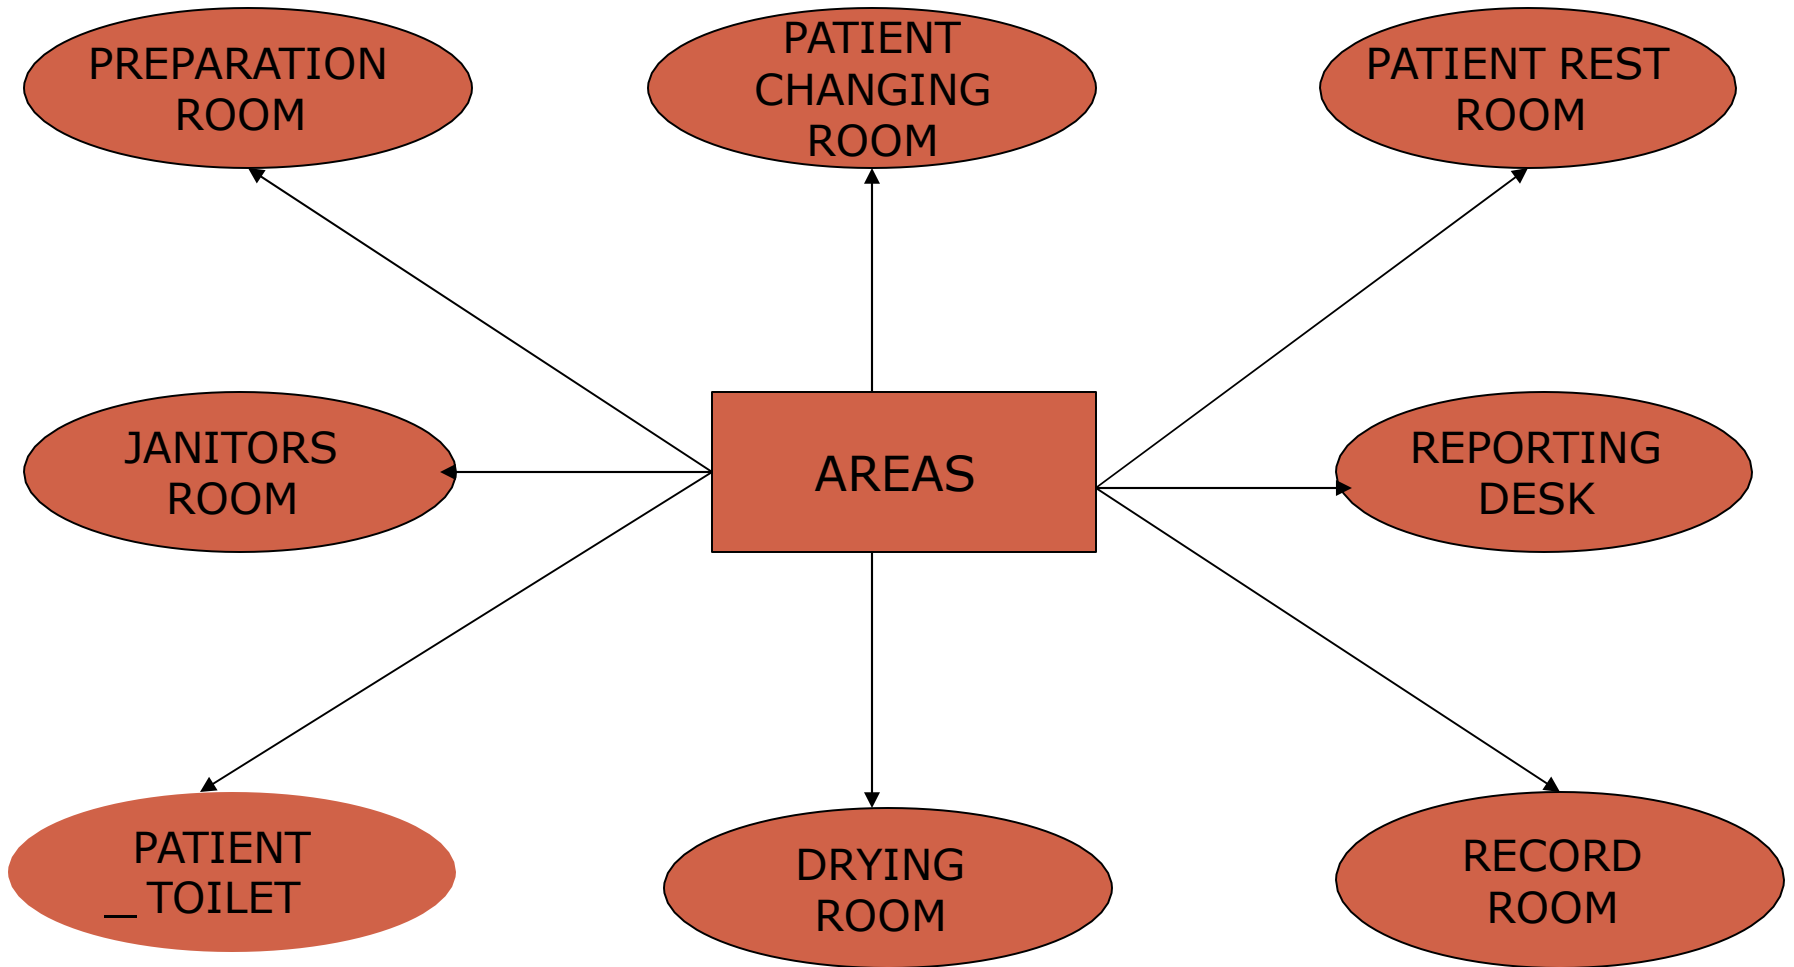 PREPARATION
ROOM
PATIENT
CHANGING
ROOM
PATIENT REST
ROOM
JANITORS
ROOM
AREAS
REPORTING
DESK
PATIENT
_ TOILET
DRYING
ROOM
RECORD
ROOM